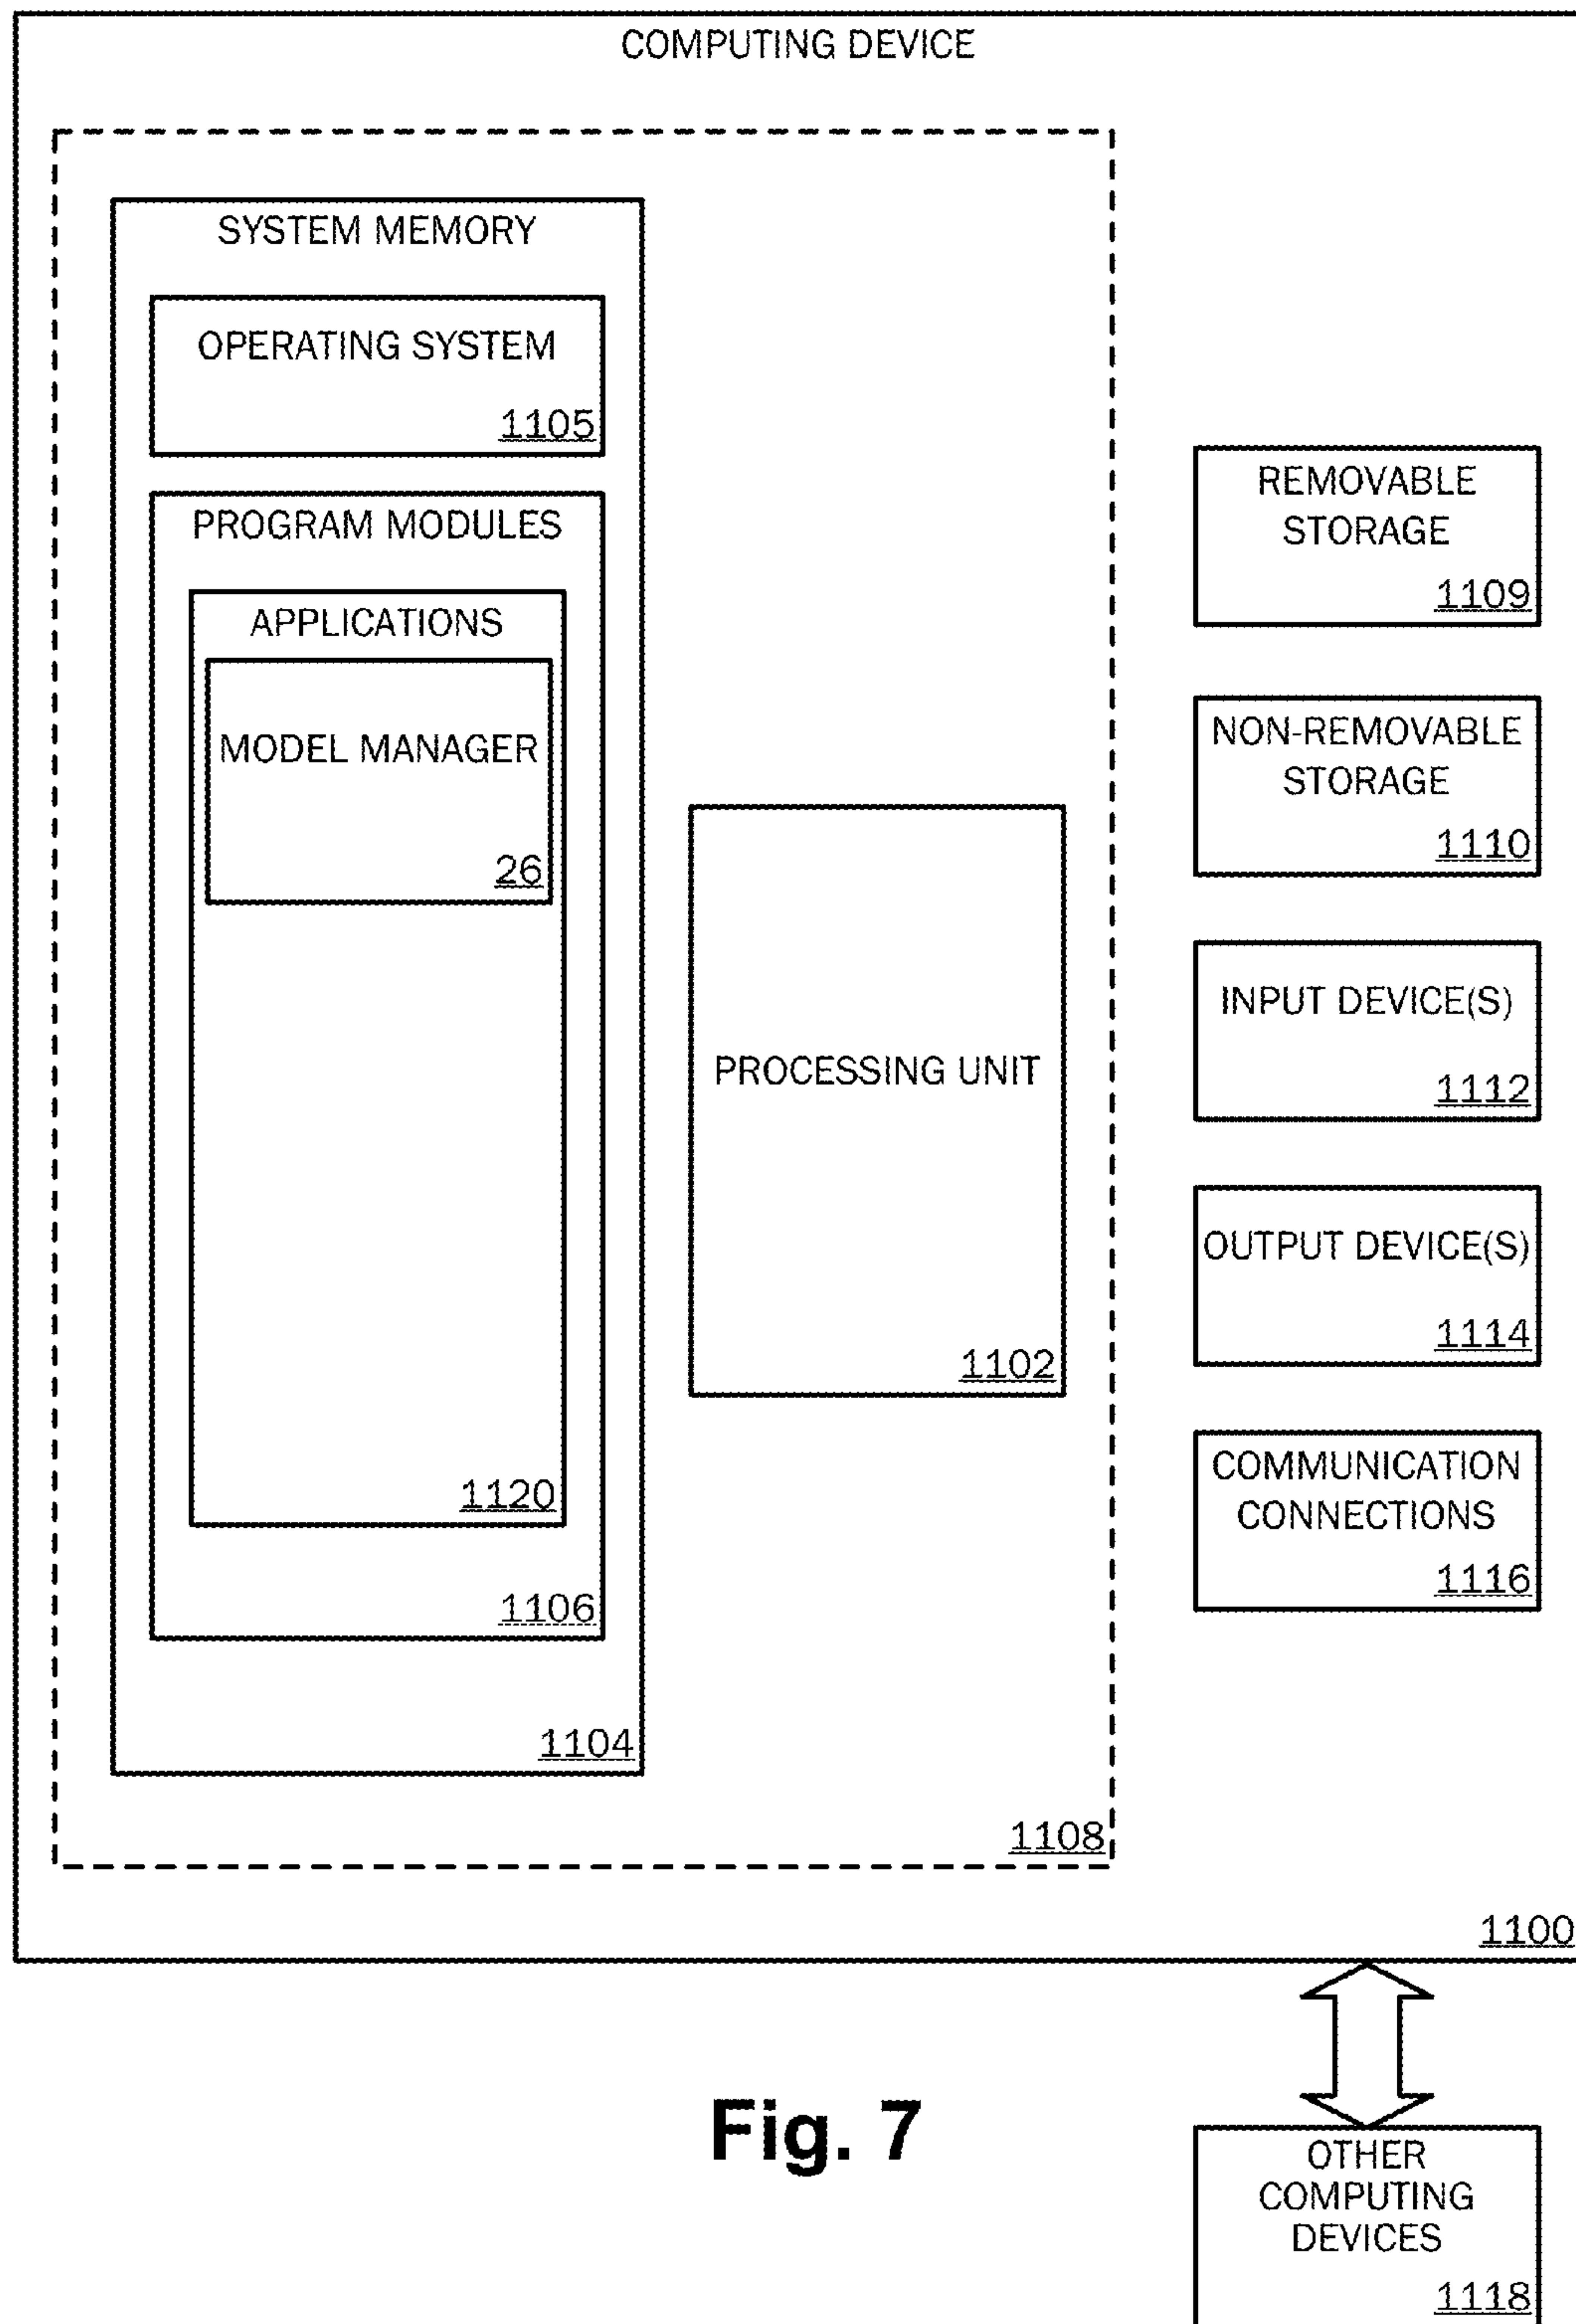 COMPUTING DEVICE
SYSTEM MEMORY
OPERATING SYSTEM
1105
PROGRAM MODULES
APPLICATIONS
MODEL MANAGER
26
1120
1106
1104
PROCESSING UNIT
1102
1108
REMOVABLE
STORAGE
1109
NON-REMOVABLE
STORAGE
1110
INPUT DEVICE(S)
1112
OUTPUT DEVICE(S)
1114
COMMUNICATION
CONNECTIONS
1116
1100
Fig. 7
OTHER
COMPUTING
DEVICES
1118